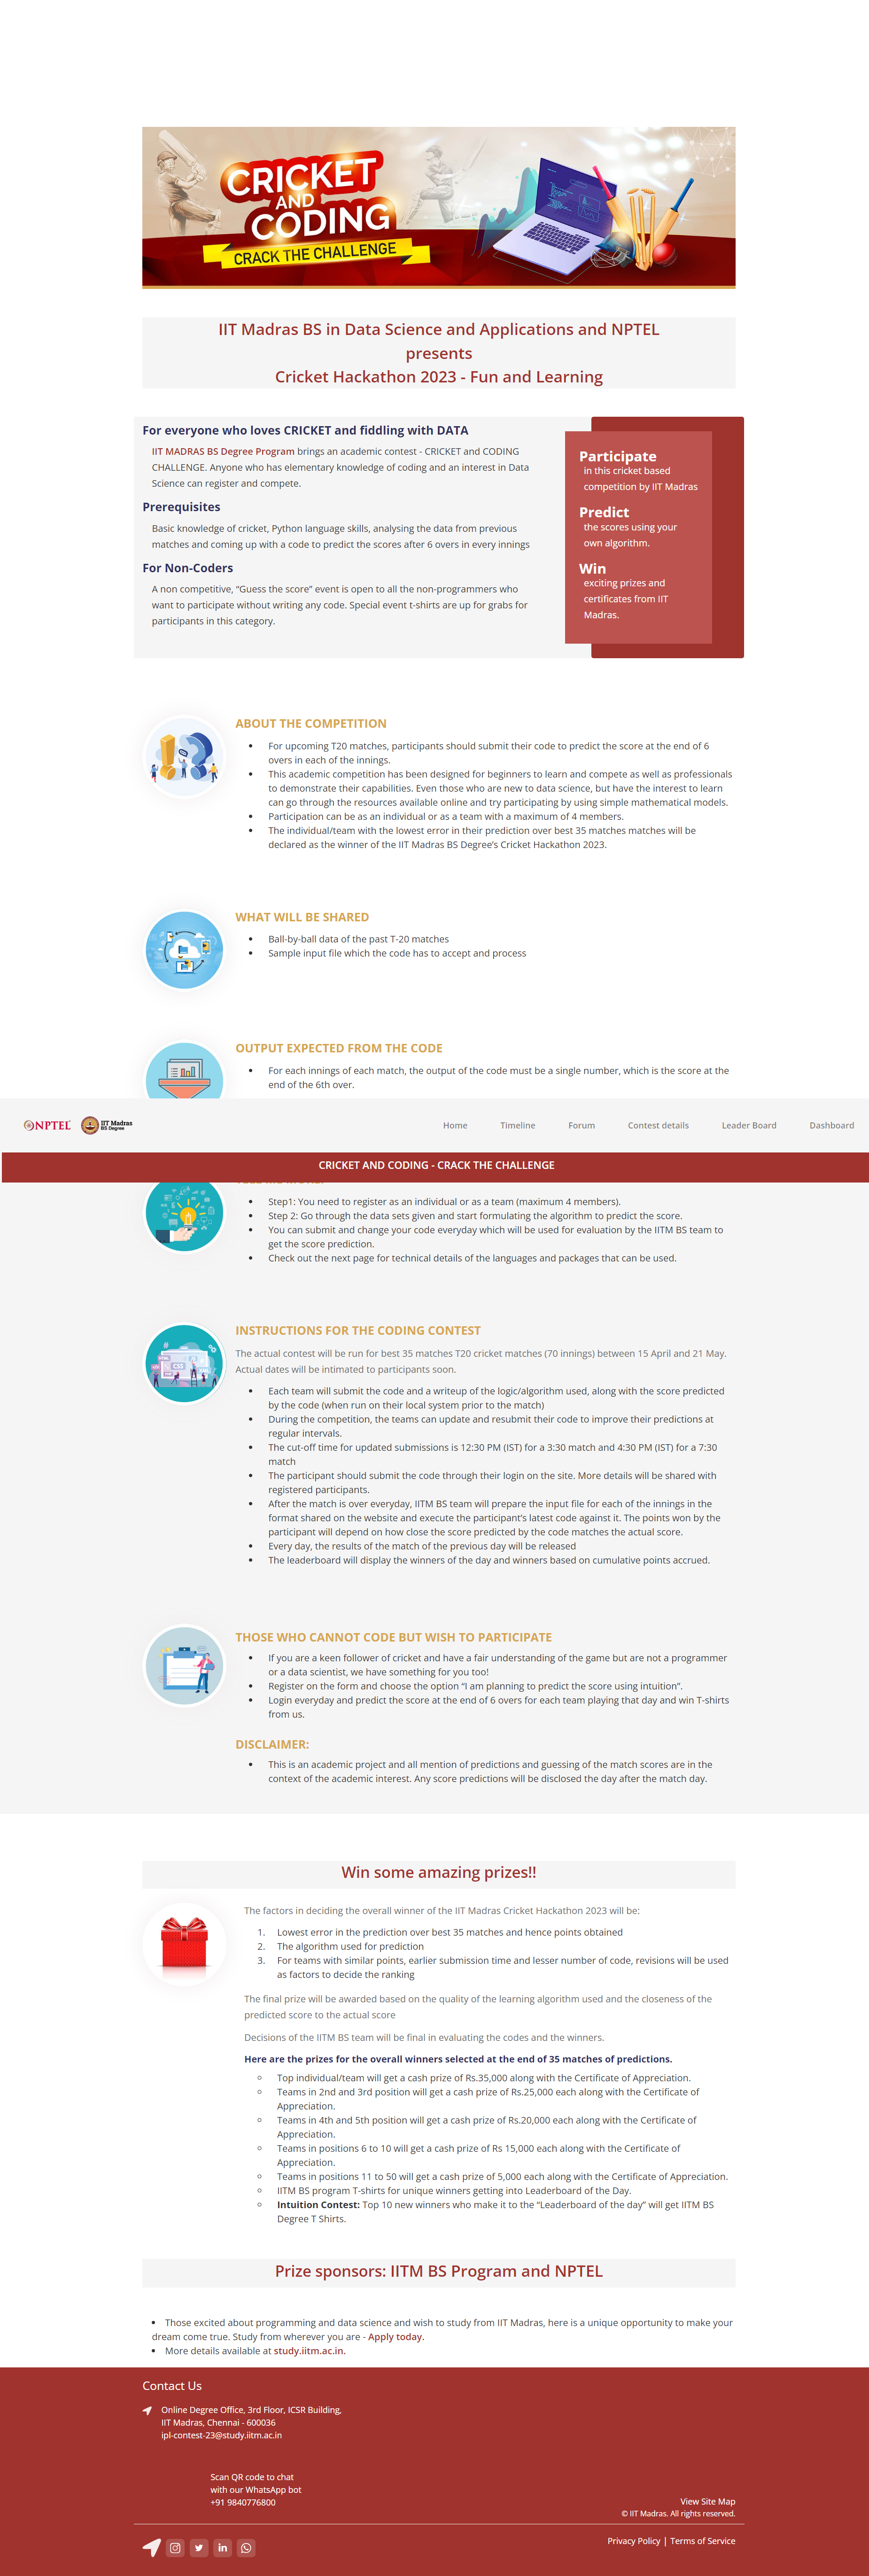 CRICKET
AND
CODING
CRACK THE CHALLENGE
IIT Madras BS in Data Science and Applications and NPTEL
presents
Cricket Hackathon 2023 - Fun and Learning
For everyone who loves CRICKET and fiddling with DATA
IIT MADRAS BS Degree Program brings an academic contest - CRICKET and CODING
CHALLENGE. Anyone who has elementary knowledge of coding and an interest in Data
Science can register and compete.
Prerequisites
Basic knowledge of cricket, Python language skills, analysing the data from previous
matches and coming up with a code to predict the scores after 6 overs in every innings
For Non-Coders
A non competitive, “Guess the score” event is open to all the non-programmers who
want to participate without writing any code. Special event t-shirts are up for grabs for
participants in this category.
Participate
in this cricket based
competition by IIT Madras
Predict
the scores using your
own algorithm.
Win
exciting prizes and
certificates from IIT
Madras.
ABOUT THE COMPETITION
• For upcoming T20 matches, participants should submit their code to predict the score at the end of 6
overs in each of the innings.
• This academic competition has been designed for beginners to learn and compete as well as professionals
to demonstrate their capabilities. Even those who are new to data science, but have the interest to learn
can go through the resources available online and try participating by using simple mathematical models.
• Participation can be as an individual or as a team with a maximum of 4 members.
• The individual/team with the lowest error in their prediction over best 35 matches matches will be
declared as the winner of the IIT Madras BS Degree’s Cricket Hackathon 2023.
WHAT WILL BE SHARED
• Ball-by-ball data of the past T-20 matches
• Sample input file which the code has to accept and process
OUTPUT EXPECTED FROM THE CODE
• For each innings of each match, the output of the code must be a single number, which is the score at the
end of the 6th over.
NPTEL
IIT Madras
BS Degree
Home Timeline Forum Contest details Leader Board Dashboard
CRICKET AND CODING - CRACK THE CHALLENGE
• Step1: You need to register as an individual or as a team (maximum 4 members).
• Step 2: Go through the data sets given and start formulating the algorithm to predict the score.
• You can submit and change your code everyday which will be used for evaluation by the IITM BS team to
get the score prediction.
• Check out the next page for technical details of the languages and packages that can be used.
INSTRUCTIONS FOR THE CODING CONTEST
The actual contest will be run for best 35 matches T20 cricket matches (70 innings) between 15 April and 21 May.
Actual dates will be intimated to participants soon.
• Each team will submit the code and a writeup of the logic/algorithm used, along with the score predicted
by the code (when run on their local system prior to the match)
• During the competition, the teams can update and resubmit their code to improve their predictions at
regular intervals.
• The cut-off time for updated submissions is 12:30 PM (IST) for a 3:30 match and 4:30 PM (IST) for a 7:30
match
• The participant should submit the code through their login on the site. More details will be shared with
registered participants.
• After the match is over everyday, IITM BS team will prepare the input file for each of the innings in the
format shared on the website and execute the participant’s latest code against it. The points won by the
participant will depend on how close the score predicted by the code matches the actual score.
• Every day, the results of the match of the previous day will be released
• The leaderboard will display the winners of the day and winners based on cumulative points accrued.
THOSE WHO CANNOT CODE BUT WISH TO PARTICIPATE
• If you are a keen follower of cricket and have a fair understanding of the game but are not a programmer
or a data scientist, we have something for you too!
• Register on the form and choose the option “I am planning to predict the score using intuition”.
• Login everyday and predict the score at the end of 6 overs for each team playing that day and win T-shirts
from us.
DISCLAIMER:
• This is an academic project and all mention of predictions and guessing of the match scores are in the
context of the academic interest. Any score predictions will be disclosed the day after the match day.
Win some amazing prizes!!
The factors in deciding the overall winner of the IIT Madras Cricket Hackathon 2023 will be:
1. Lowest error in the prediction over best 35 matches and hence points obtained
2. The algorithm used for prediction
3. For teams with similar points, earlier submission time and lesser number of code, revisions will be used
as factors to decide the ranking
The final prize will be awarded based on the quality of the learning algorithm used and the closeness of the
predicted score to the actual score
Decisions of the IITM BS team will be final in evaluating the codes and the winners.
Here are the prizes for the overall winners selected at the end of 35 matches of predictions.
○ Top individual/team will get a cash prize of Rs.35,000 along with the Certificate of Appreciation.
○ Teams in 2nd and 3rd position will get a cash prize of Rs.25,000 each along with the Certificate of
Appreciation.
○ Teams in 4th and 5th position will get a cash prize of Rs.20,000 each along with the Certificate of
Appreciation.
○ Teams in positions 6 to 10 will get a cash prize of Rs 15,000 each along with the Certificate of
Appreciation.
○ Teams in positions 11 to 50 will get a cash prize of 5,000 each along with the Certificate of Appreciation.
○ IITM BS program T-shirts for unique winners getting into Leaderboard of the Day.
○ Intuition Contest: Top 10 new winners who make it to the “Leaderboard of the day” will get IITM BS
Degree T Shirts.
Prize sponsors: IITM BS Program and NPTEL
• Those excited about programming and data science and wish to study from IIT Madras, here is a unique opportunity to make your
dream come true. Study from wherever you are - Apply today.
• More details available at study.iitm.ac.in.
Contact Us
Online Degree Office, 3rd Floor, ICSR Building,
IIT Madras, Chennai - 600036
ipl-contest-23@study.iitm.ac.in
Scan QR code to chat
with our WhatsApp bot
+91 9840776800
View Site Map
© IIT Madras. All rights reserved.
Privacy Policy | Terms of Service